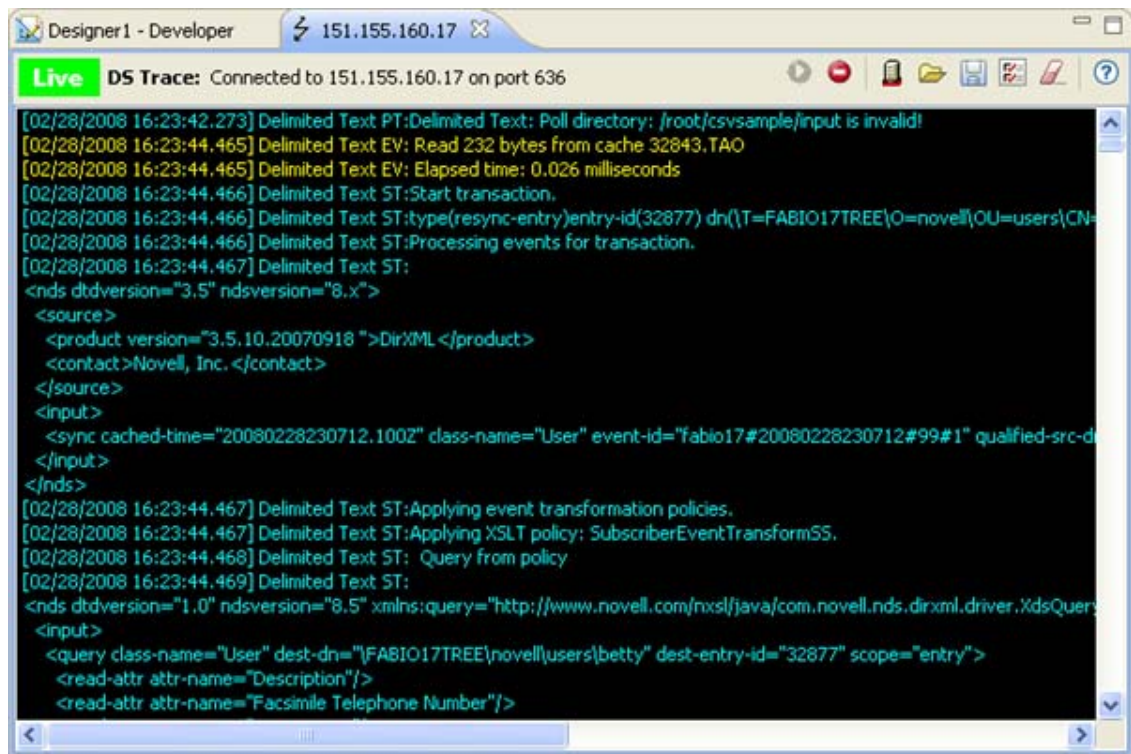 Designer1 - Developer
151.155.160.17
Live DS Trace: Connected to 151.155.160.17 on port 636
[02/28/2008 16:23:42.273] Delimited Text PT:Delimited Text: Poll directory: /root/csvsample/input is invalid!
[02/28/2008 16:23:44.465] Delimited Text EV: Read 232 bytes from cache 32843.TAO
[02/28/2008 16:23:44.465] Delimited Text EV: Elapsed time: 0.026 milliseconds
[02/28/2008 16:23:44.466] Delimited Text ST:Start transaction.
[02/28/2008 16:23:44.466] Delimited Text ST:type(resync-entry)entry-id(32877) dn(\T=FABIO17TREE\O=novell\OU=users\CN=
[02/28/2008 16:23:44.466] Delimited Text ST:Processing events for transaction.
[02/28/2008 16:23:44.467] Delimited Text ST:
<nds dtdversion="3.5" ndsversion="8.x">
<source>
<product version="3.5.10.20070918 ">DirXML</product>
<contact>Novell, Inc.</contact>
</source>
<input>
<sync cached-time="20080228230712.100Z" class-name="User" event-id="fabio17#20080228230712#99#1" qualified-src-d
</input>
</nds>
[02/28/2008 16:23:44.467] Delimited Text ST:Applying event transformation policies.
[02/28/2008 16:23:44.467] Delimited Text ST:Applying XSLT policy: SubscriberEventTransformSS.
[02/28/2008 16:23:44.468] Delimited Text ST:  Query from policy
[02/28/2008 16:23:44.469] Delimited Text ST:
<nds dtdversion="1.0" ndsversion="8.5" xmlns:query="http://www.novell.com/nxsl/java/com.novell.nds.dirxml.driver.XdsQuery
<input>
<query class-name="User" dest-dn="\FABIO17TREE\novell\users\betty" dest-entry-id="32877" scope="entry">
<read-attr attr-name="Description"/>
<read-attr attr-name="Facsimile Telephone Number"/>